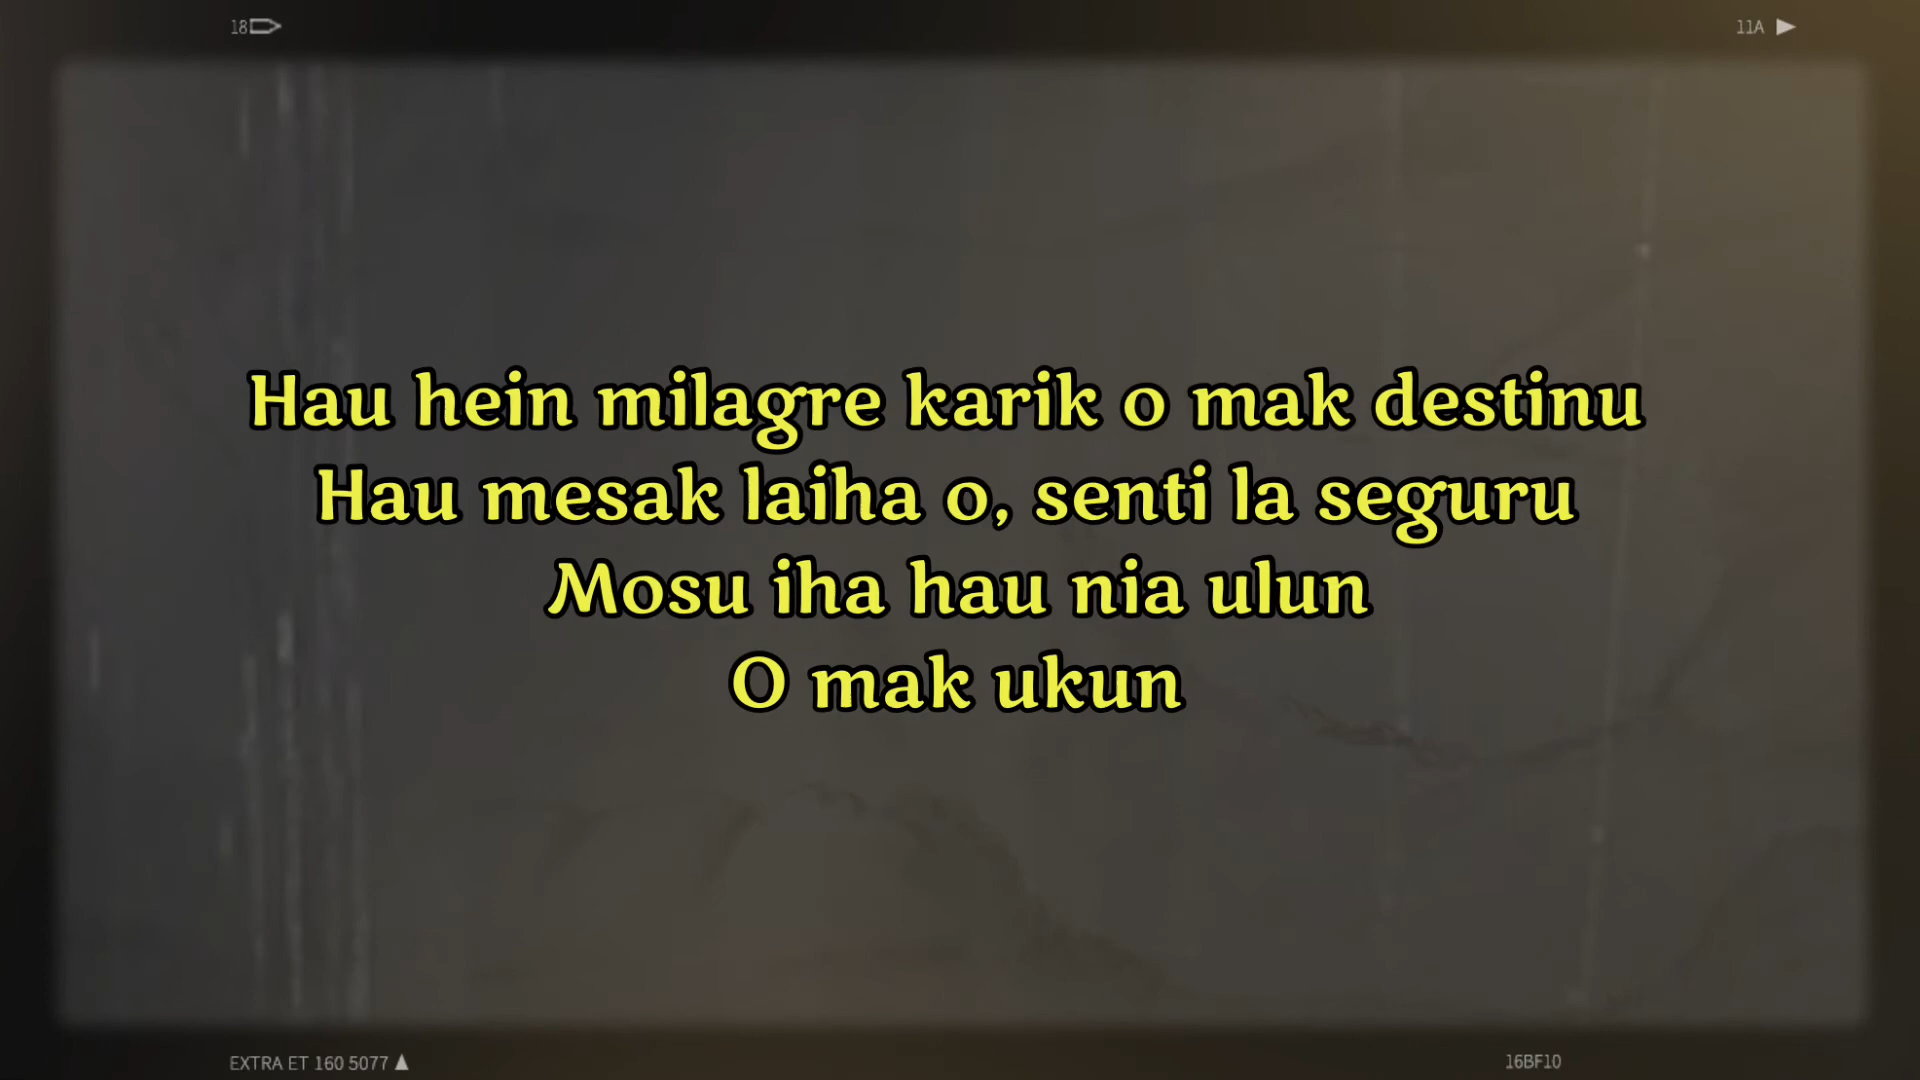 18
11A
Hau hein milagre karik o mak destinu
Hau mesak laiha o, senti la seguru
Mosu iha hau nia ulun
O mak ukun
EXTRA ET 160 5077
16BF10